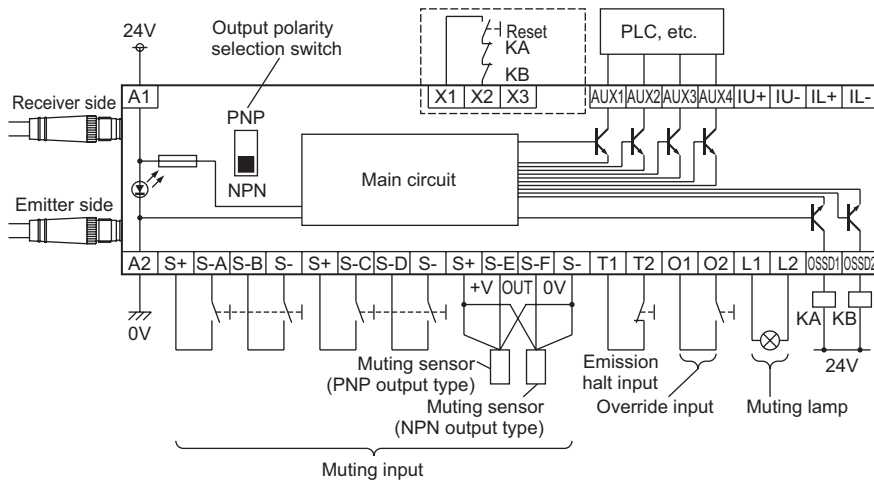 24V
Output polarity
selection switch
Reset
KA
KB
PLC, etc.
A1
X1 X2 X3
AUX1 AUX2 AUX3 AUX4 IU+ IU- IL+ IL-
Receiver side
PNP
NPN
Main circuit
Emitter side
A2 S+ S-A S-B S- S+ S-C S-D S- S+ S-E S-F S- T1 T2 O1 O2 L1 L2 OSSD1 OSSD2
+V OUT 0V
0V
KA KB
24V
Muting sensor
(PNP output type)
Muting sensor
(NPN output type)
Emission
halt input
Override input
Muting lamp
Muting input